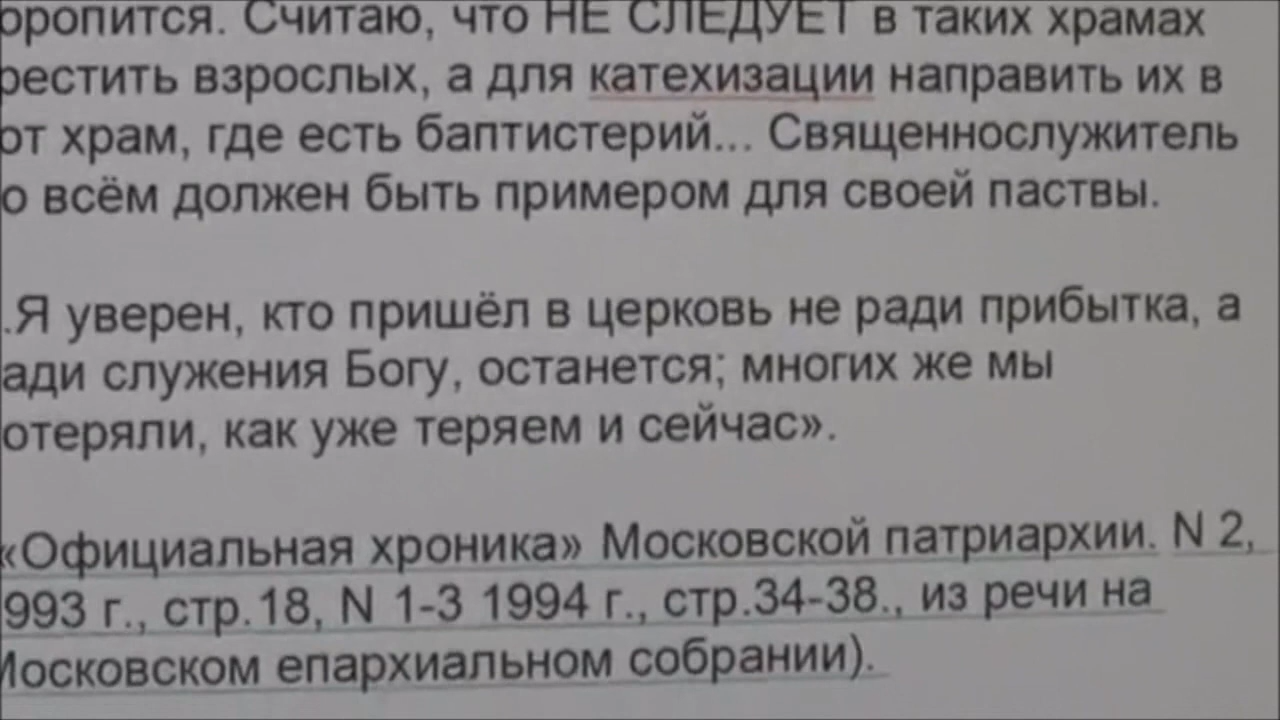 оропится. Считаю, что НЕ СЛЕДУЕТ в таких храмах
рестить взрослых, а для катехизации направить их в
от храм, где есть баптистерий... Священнослужитель
о всём должен быть примером для своей паствы.
.Я уверен, кто пришёл в церковь не ради прибытка, а
ади служения Богу, останется; многих же мы
отеряли, как уже теряем и сейчас».
«Официальная хроника» Московской патриархии. N 2,
993 г., стр.18, N 1-3 1994 г., стр.34-38., из речи на
Московском епархиальном собрании).